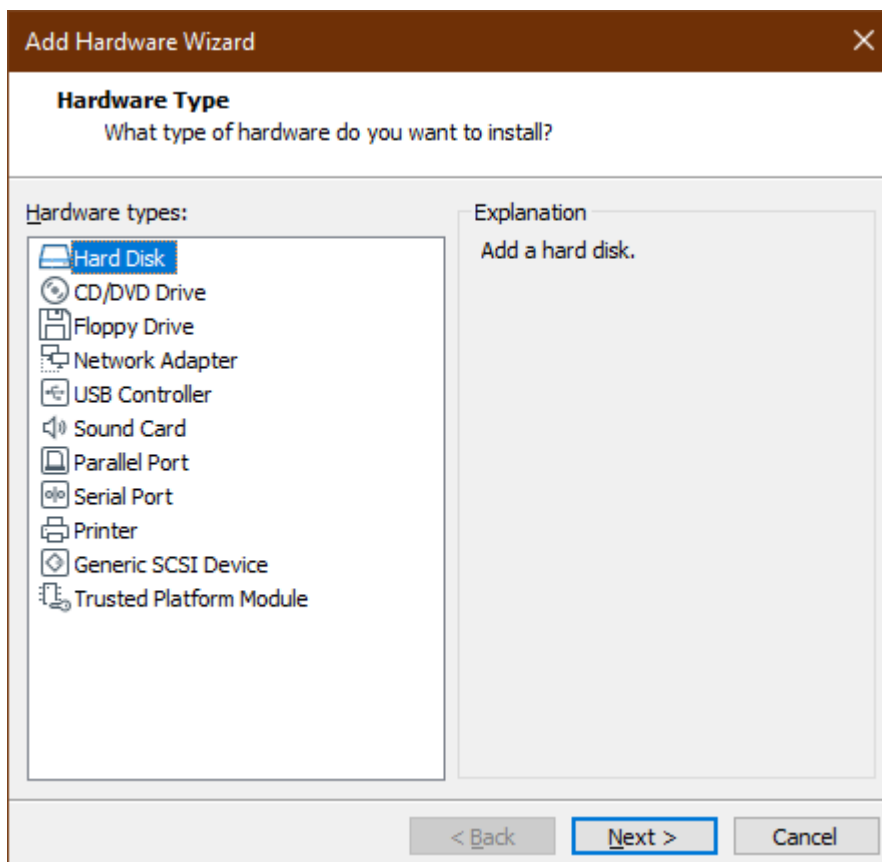 Add Hardware Wizard
Hardware Type
What type of hardware do you want to install?
Hardware types:
Explanation
Hard Disk
Add a hard disk.
CD/DVD Drive
Floppy Drive
Network Adapter
USB Controller
Sound Card
Parallel Port
Serial Port
Printer
Generic SCSI Device
Trusted Platform Module
< Back
Next >
Cancel